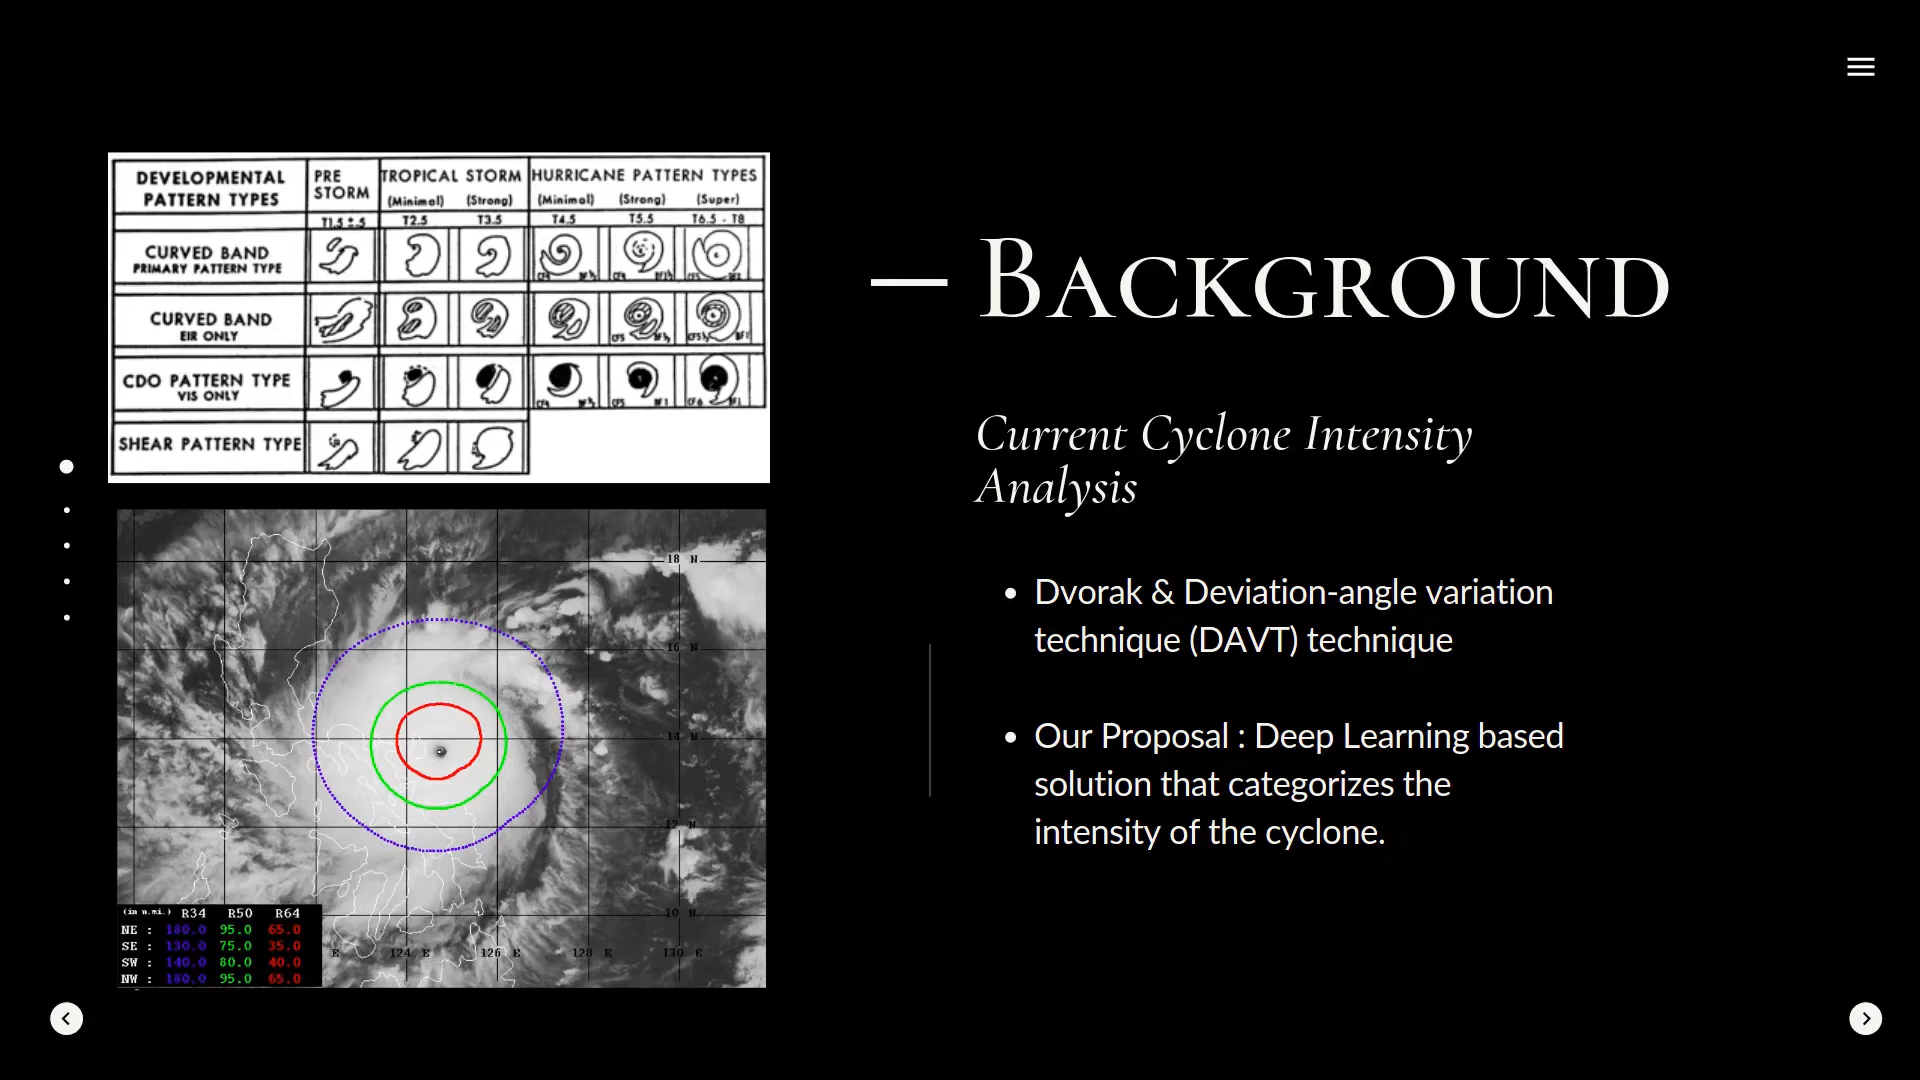 DEVELOPMENTAL
PATTERN TYPES
PRE
STORM
TROPICAL STORM
(Minimal) (Strong)
HURRICANE PATTERN TYPES
(Minimal) (Strong) (Super)
T1.5 ±.5 T2.5 T3.5 T4.5 T5.5 T6.5 - T8
CURVED BAND
PRIMARY PATTERN TYPE
CURVED BAND
EIR ONLY
CDO PATTERN TYPE
VIS ONLY
SHEAR PATTERN TYPE
18 N
16 N
14 N
12 N
10 N
E 124 E 126 E 128 E 130 E
(in n.mi.) R34 R50 R64
NE : 180.0 95.0 65.0
SE : 130.0 75.0 35.0
SW : 140.0 80.0 40.0
NW : 180.0 95.0 65.0
Background
Current Cyclone Intensity
Analysis
• Dvorak & Deviation-angle variation
technique (DAVT) technique
• Our Proposal : Deep Learning based
solution that categorizes the
intensity of the cyclone.